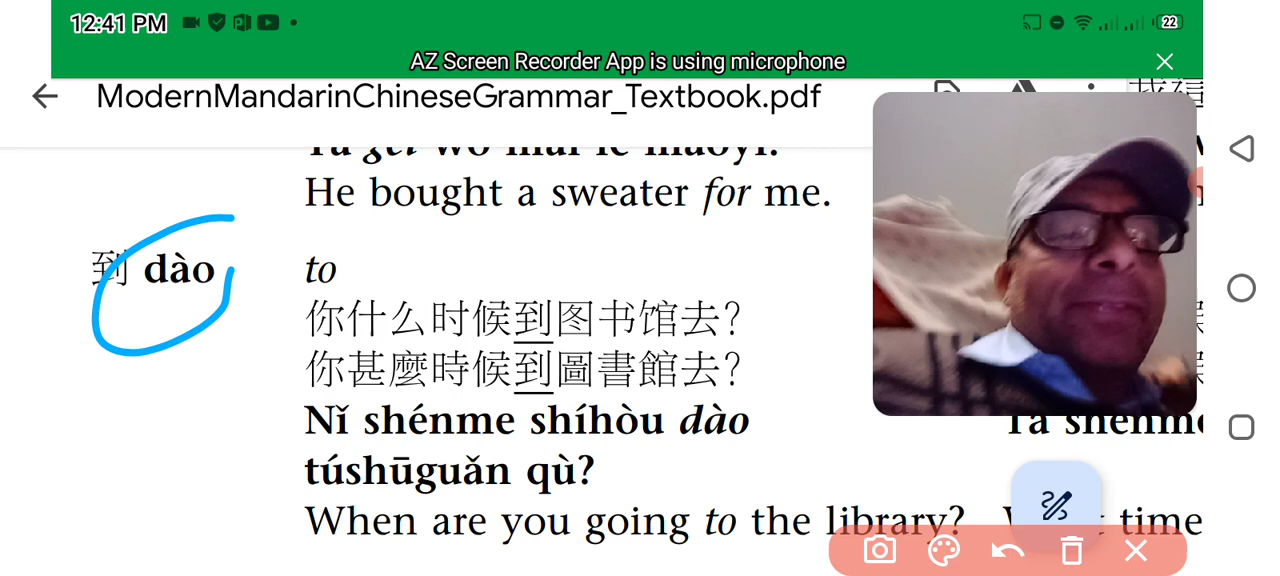 12:41 PM
22
AZ Screen Recorder App is using microphone
ModernMandarinChineseGrammar_Textbook.pdf
He bought a sweater for me.
到 dào
to
你什么时候到图书馆去?
你甚麼時候到圖書館去?
Nǐ shénme shíhòu dào
túshūguǎn qù?
When are you going to the library?
time